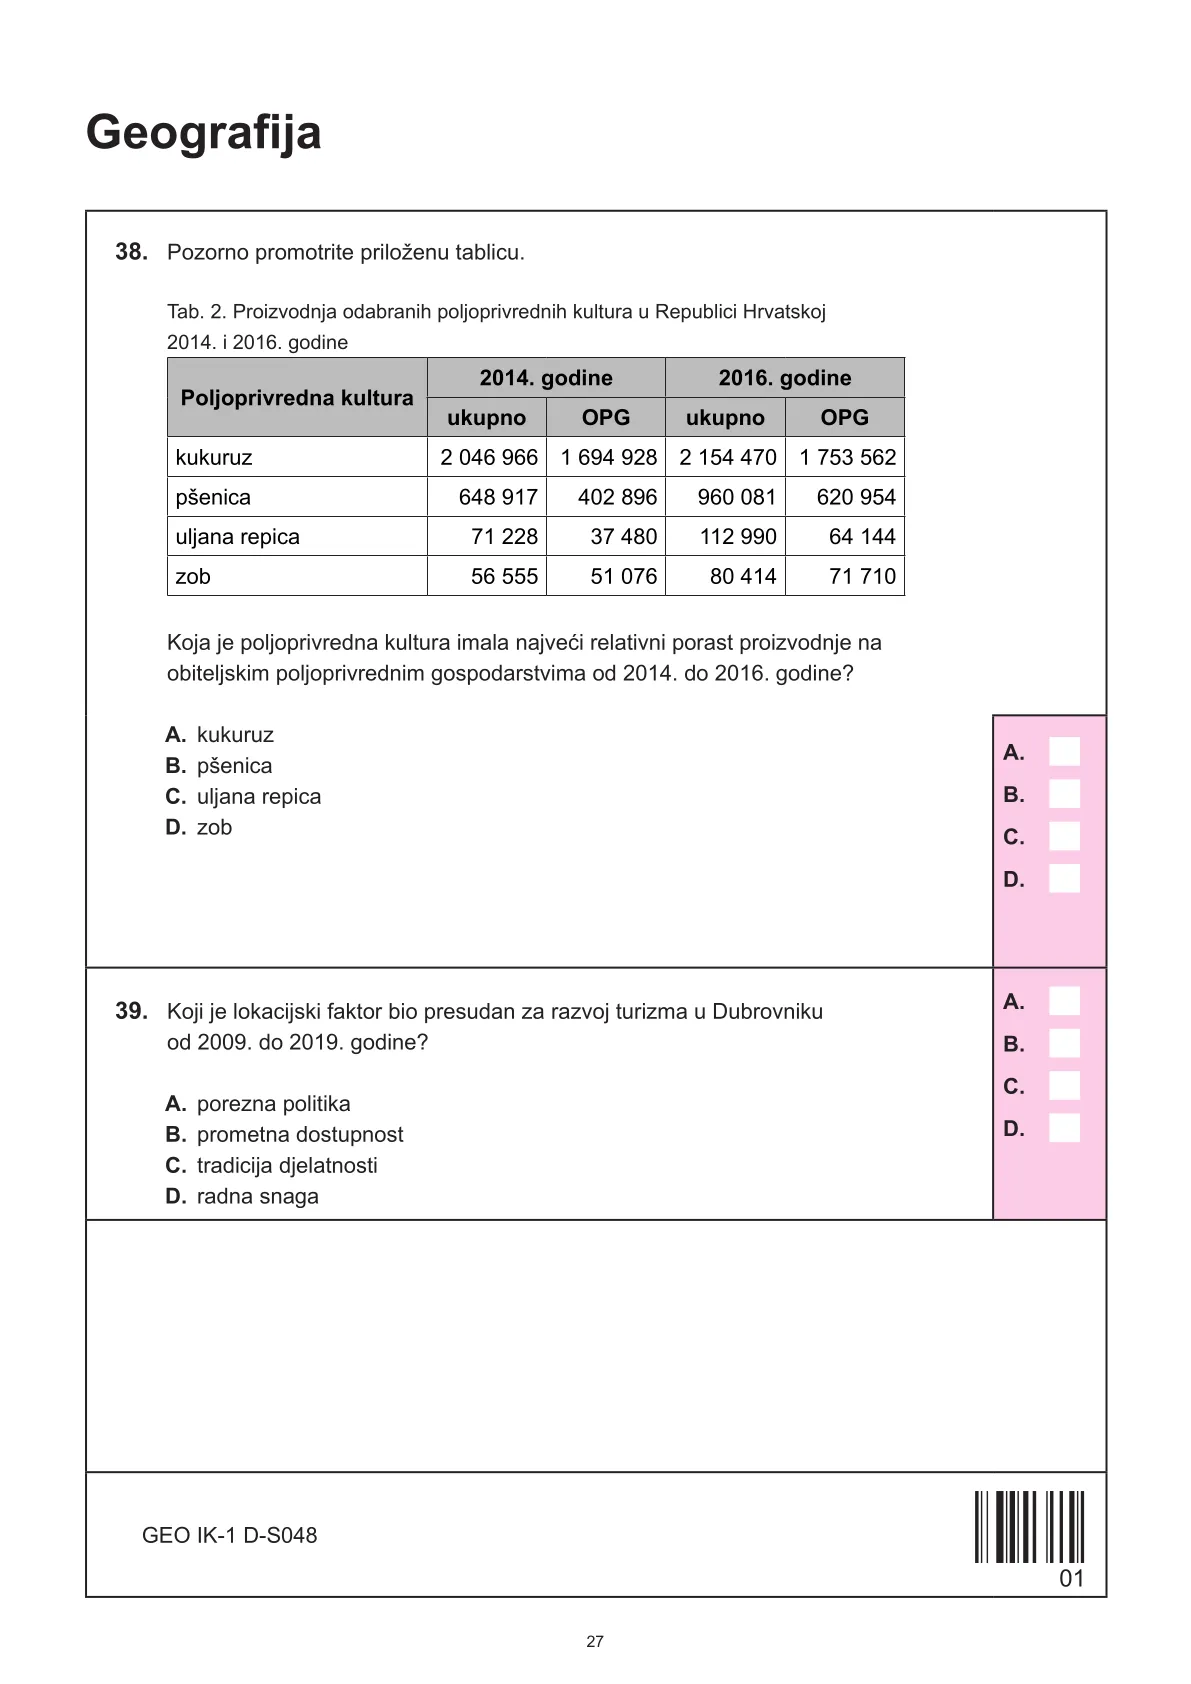 Geografija
38. Pozorno promotrite priloženu tablicu.
Tab. 2. Proizvodnja odabranih poljoprivrednih kultura u Republici Hrvatskoj
2014. i 2016. godine
Poljoprivredna kultura 2014. godine 2016. godine
ukupno OPG ukupno OPG
kukuruz 2 046 966 1 694 928 2 154 470 1 753 562
pšenica 648 917 402 896 960 081 620 954
uljana repica 71 228 37 480 112 990 64 144
zob 56 555 51 076 80 414 71 710
Koja je poljoprivredna kultura imala najveći relativni porast proizvodnje na
obiteljskim poljoprivrednim gospodarstvima od 2014. do 2016. godine?
A. kukuruz
B. pšenica
C. uljana repica
D. zob
A.
B.
C.
D.
39. Koji je lokacijski faktor bio presudan za razvoj turizma u Dubrovniku
od 2009. do 2019. godine?
A. porezna politika
B. prometna dostupnost
C. tradicija djelatnosti
D. radna snaga
A.
B.
C.
D.
GEO IK-1 D-S048
01
27